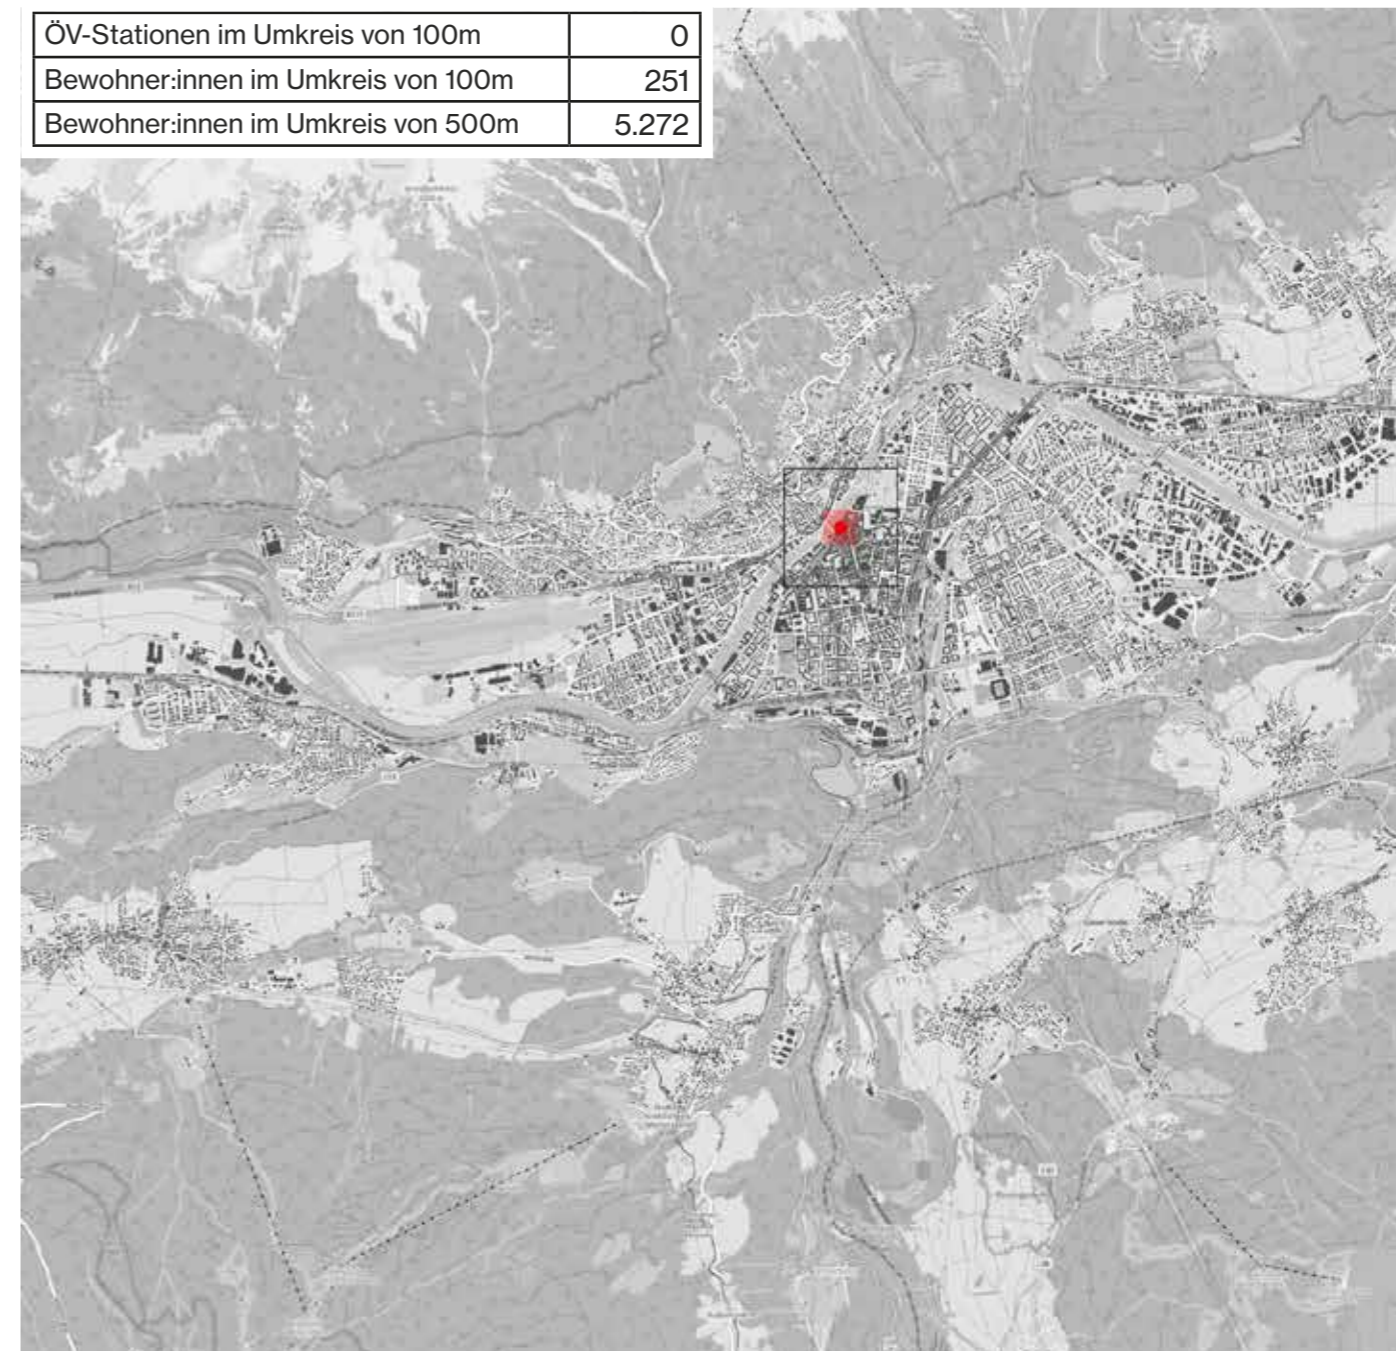 ÖV-Stationen im Umkreis von 100m 0
Bewohner:innen im Umkreis von 100m 251
Bewohner:innen im Umkreis von 500m 5.272